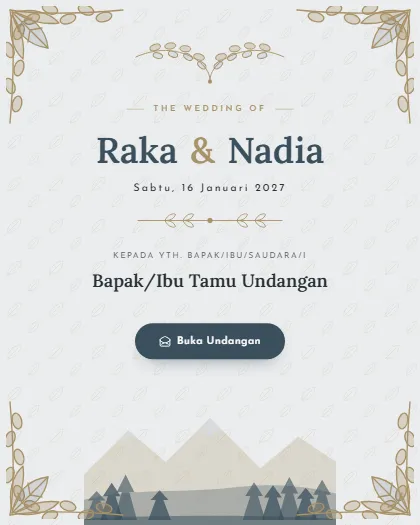 THE WEDDING OF
Raka & Nadia
Sabtu, 16 Januari 2027
KEPADA YTH. BAPAK/IBU/SAUDARA/I
Bapak/Ibu Tamu Undangan
Buka Undangan